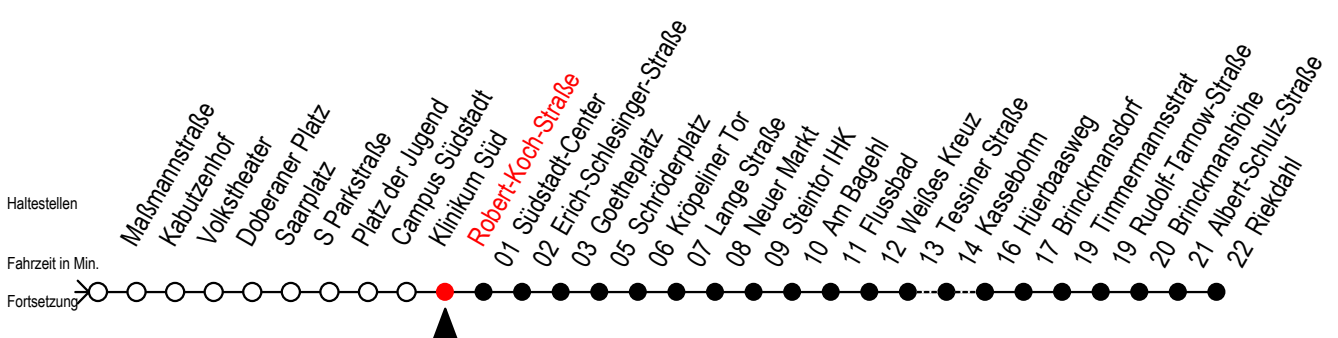 Maßmannstraße
Kabutzenhof
Volkstheater
Doberaner Platz
Saarplatz
S Parkstraße
Platz der Jugend
Campus Südstadt
Klinikum Süd
Robert-Koch-Straße
01 Südstadt-Center
02 Erich-Schlesinger-Straße
03 Goetheplatz
05 Schröderplatz
06 Kröpeliner Tor
07 Lange Straße
08 Neuer Markt
09 Steintor IHK
10 Am Bagehl
11 Flussbad
12 Weißes Kreuz
13 Tessiner Straße
14 Kassebohm
16 Hüerbaasweg
17 Brinckmansdorf
19 Timmermannsstrat
19 Rudolf-Tarnow-Straße
20 Brinckmanshöhe
21 Albert-Schulz-Straße
22 Riekdahl
Haltestellen
Fahrzeit in Min.
Fortsetzung